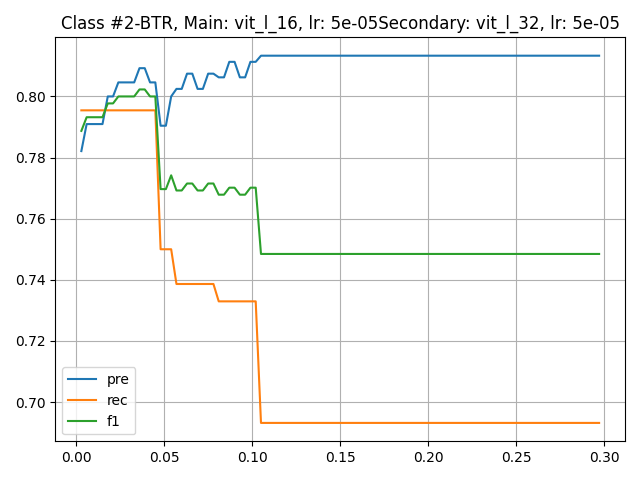 Class #2-BTR, Main: vit_l_16, lr: 5e-05Secondary: vit_l_32, lr: 5e-05
0.80
0.78
0.76
0.74
0.72
0.70
pre
rec
f1
0.00 0.05 0.10 0.15 0.20 0.25 0.30